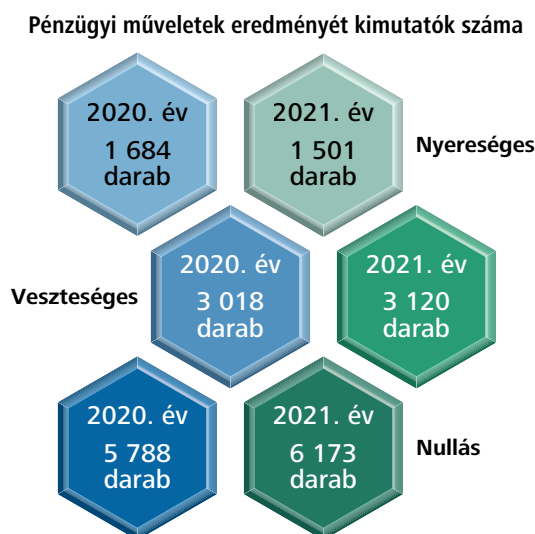 Pénzügyi műveletek eredményét kimutatók száma
2020. év
1 684
darab
2021. év
1 501
darab
Nyereséges
Veszteséges
2020. év
3 018
darab
2021. év
3 120
darab
2020. év
5 788
darab
2021. év
6 173
darab
Nullás